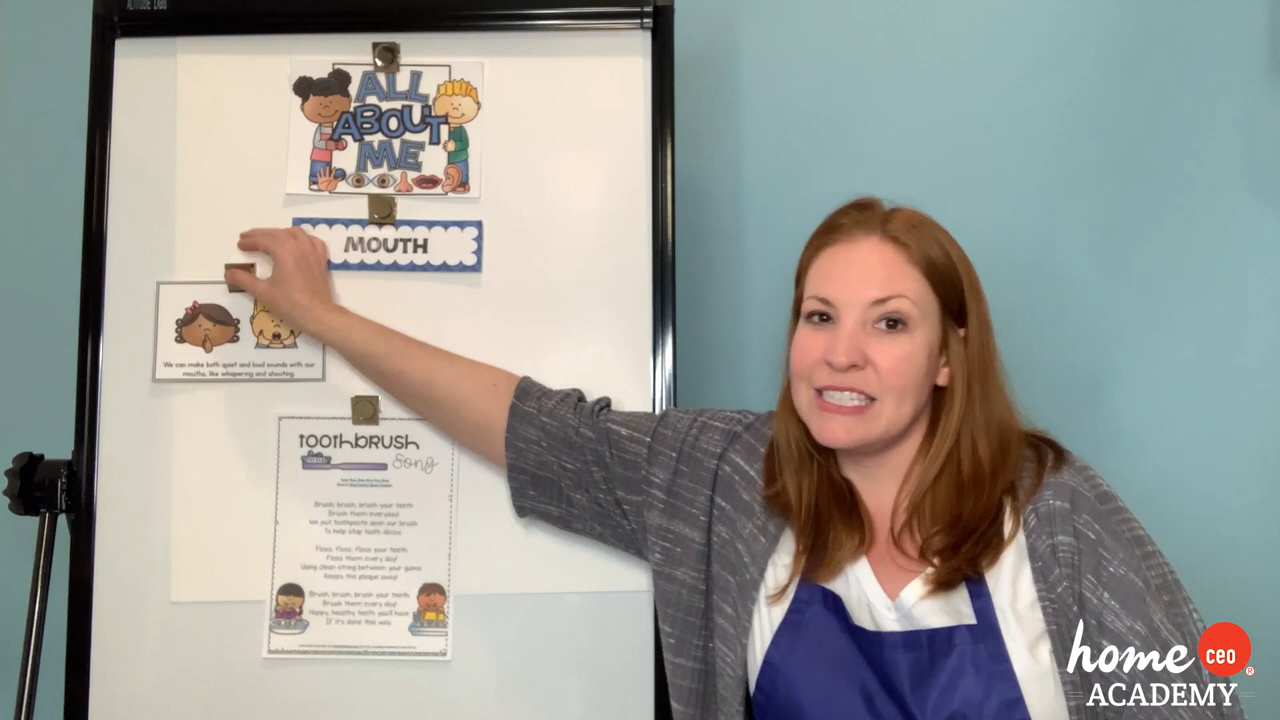 ALTITUDE LABS
ALL
ABOUT
ME
MOUTH
We can make both quiet and loud sounds with our
mouths, like whispering and shouting.
toothbrush
Song
Brush, brush, brush your teeth
Brush them everyday!
We put toothpaste upon our brush
To help stop tooth decay
Floss, floss, floss your teeth
Floss them every day!
Using clean string between your gums
Keeps the plaque away!
Brush, brush, brush your teeth
Brush them every day!
Happy, healthy teeth you'll have
If it's done this way
home CEO ®
ACADEMY